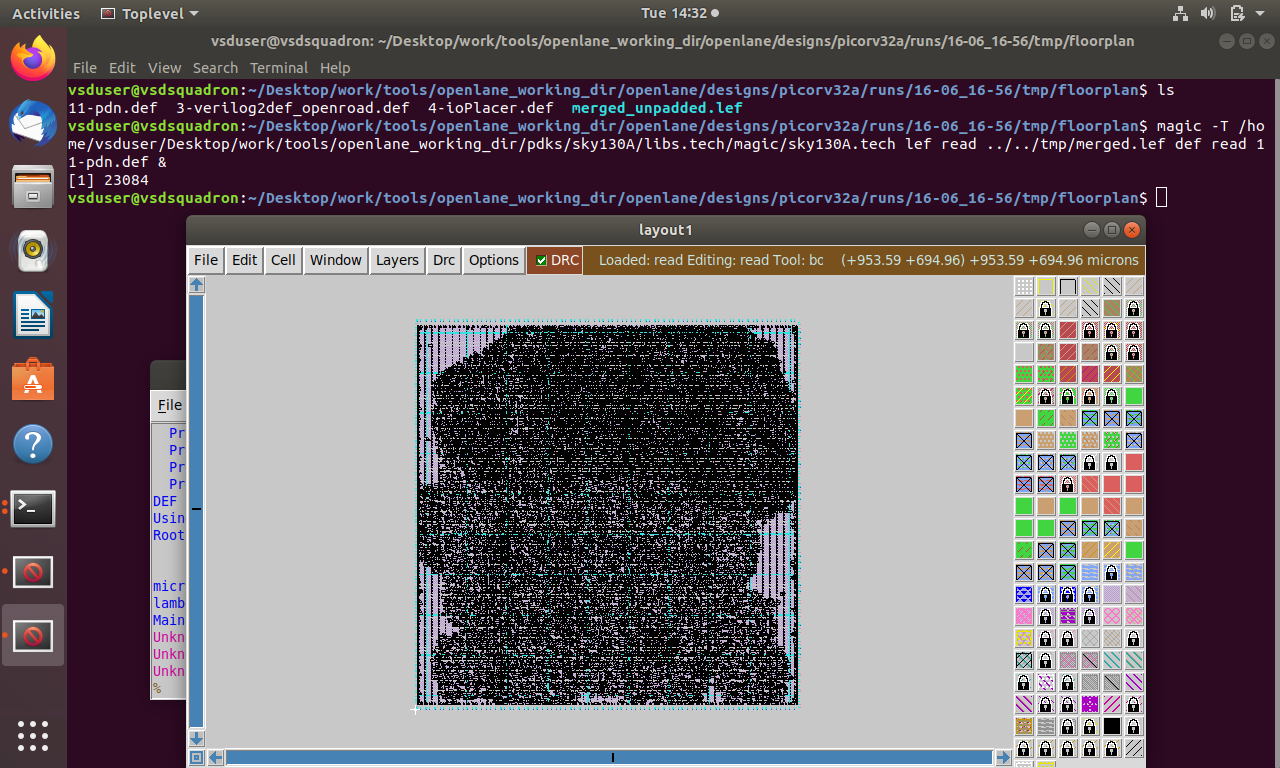 Activities
Toplevel
Tue 14:32
vsduser@vsdsquadron: ~/Desktop/work/tools/openlane_working_dir/openlane/designs/picorv32a/runs/16-06_16-56/tmp/floorplan
File Edit View Search Terminal Help
vsduser@vsdsquadron:~/Desktop/work/tools/openlane_working_dir/openlane/designs/picorv32a/runs/16-06_16-56/tmp/floorplan$ ls
11-pdn.def  3-verilog2def_openroad.def  4-ioPlacer.def  merged_unpadded.lef
vsduser@vsdsquadron:~/Desktop/work/tools/openlane_working_dir/openlane/designs/picorv32a/runs/16-06_16-56/tmp/floorplan$ magic -T /ho
me/vsduser/Desktop/work/tools/openlane_working_dir/pdks/sky130A/libs.tech/magic/sky130A.tech lef read ../../tmp/merged.lef def read 1
1-pdn.def &
[1] 23084
vsduser@vsdsquadron:~/Desktop/work/tools/openlane_working_dir/openlane/designs/picorv32a/runs/16-06_16-56/tmp/floorplan$
layout1
File Edit Cell Window Layers Drc Options DRC Loaded: read Editing: read Tool: bc (+953.59 +694.96) +953.59 +694.96 microns
File
Pr
Pr
Pr
Pr
DEF
Usin
Root
micr
lamb
Main
Unkn
Unkn
Unkn
%